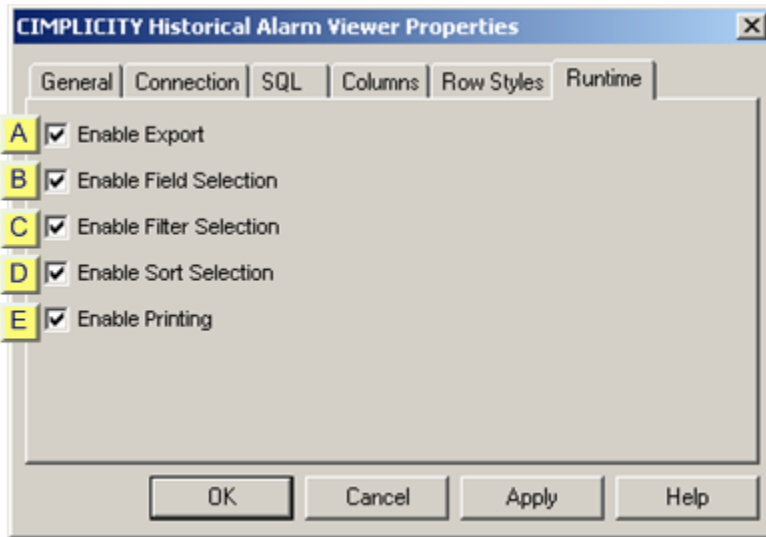 CIMPLICITY Historical Alarm Viewer Properties
General Connection SQL Columns Row Styles Runtime
A Enable Export
B Enable Field Selection
C Enable Filter Selection
D Enable Sort Selection
E Enable Printing
OK Cancel Apply Help